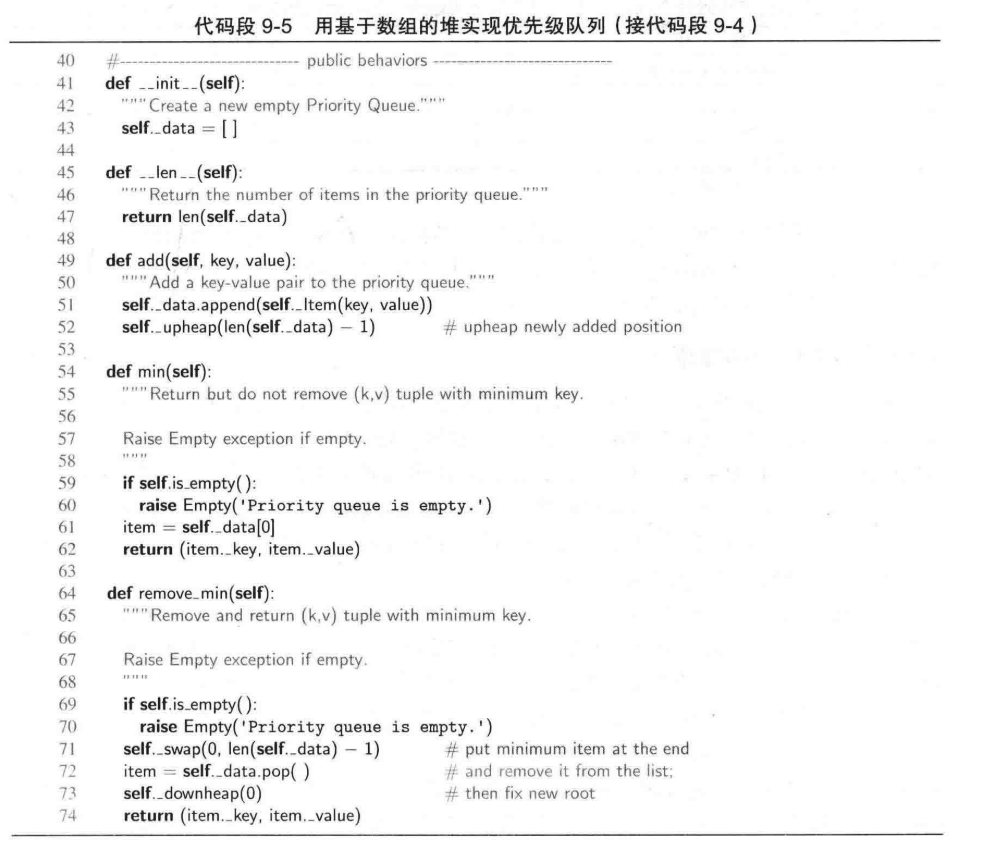 代码段 9-5 用基于数组的堆实现优先级队列（接代码段 9-4）
40 #------------------------------ public behaviors ------------------------------
41 def __init__(self):
42 """Create a new empty Priority Queue."""
43 self._data = [ ]
44
45 def __len__(self):
46 """Return the number of items in the priority queue."""
47 return len(self._data)
48
49 def add(self, key, value):
50 """Add a key-value pair to the priority queue."""
51 self._data.append(self._Item(key, value))
52 self._upheap(len(self._data) − 1) # upheap newly added position
53
54 def min(self):
55 """Return but do not remove (k,v) tuple with minimum key.
56
57 Raise Empty exception if empty.
58 """
59 if self.is_empty():
60 raise Empty('Priority queue is empty.')
61 item = self._data[0]
62 return (item._key, item._value)
63
64 def remove_min(self):
65 """Remove and return (k,v) tuple with minimum key.
66
67 Raise Empty exception if empty.
68 """
69 if self.is_empty():
70 raise Empty('Priority queue is empty.')
71 self._swap(0, len(self._data) − 1) # put minimum item at the end
72 item = self._data.pop( ) # and remove it from the list;
73 self._downheap(0) # then fix new root
74 return (item._key, item._value)